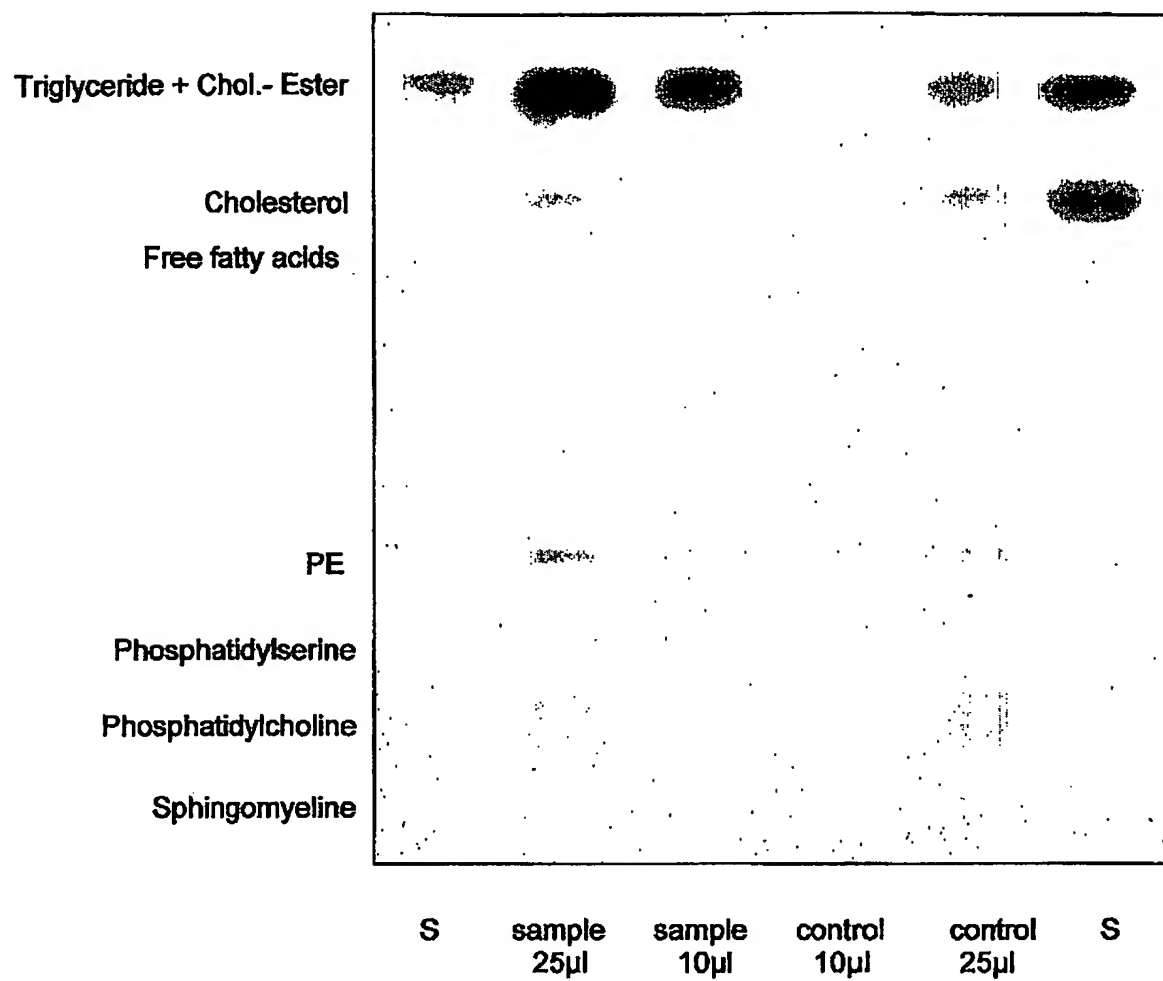 Triglyceride + Chol.- Ester
Cholesterol
Free fatty acids
PE
Phosphatidylserine
Phosphatidylcholine
Sphingomyeline
S sample sample control control S
25µl 10µl 10µl 25µl